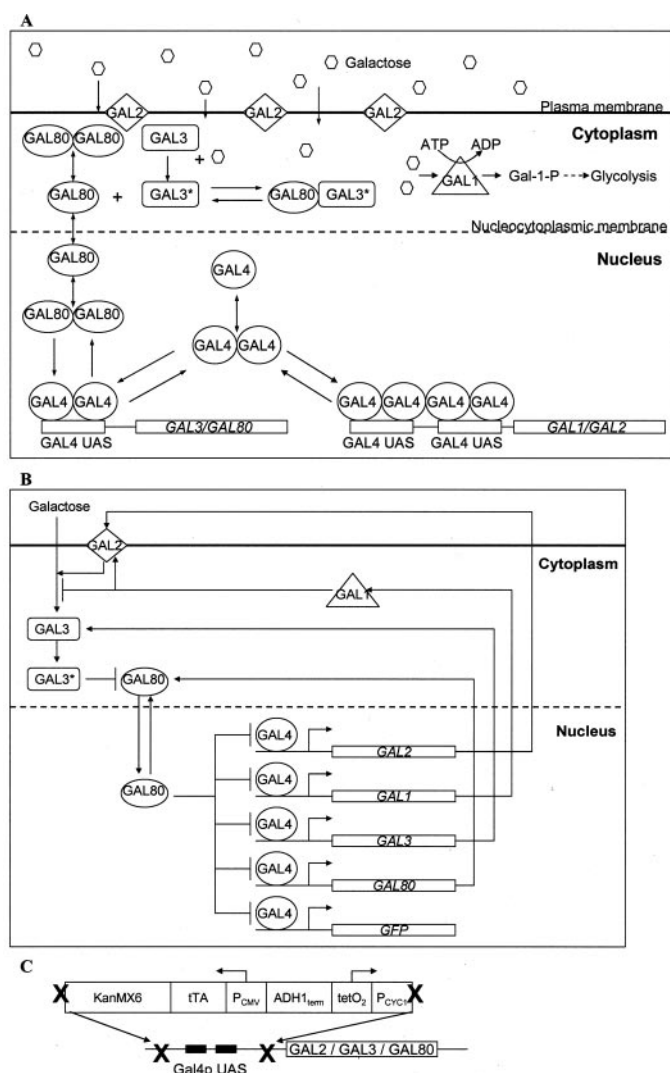 A
Galactose
GAL2 GAL2 GAL2
Plasma membrane
GAL80 GAL80 GAL3
Cytoplasm
+
ATP ADP
GAL80 + GAL3* GAL80 GAL3*
GAL1 Gal-1-P Glycolysis
Nucleocytoplasmic membrane
GAL80
Nucleus
GAL4
GAL80 GAL80
GAL4 GAL4
GAL4 GAL4
GAL4 GAL4 GAL4 GAL4
GAL3/GAL80
GAL1/GAL2
GAL4 UAS
GAL4 UAS GAL4 UAS
B
Galactose
GAL2
Cytoplasm
GAL1
GAL3
GAL3* GAL80
Nucleus
GAL4
GAL2
GAL80
GAL4
GAL1
GAL4
GAL3
GAL4
GAL80
GAL4
GFP
C
X KanMX6 tTA PCMV ADH1term tetO2 PCYC1 X
X X GAL2 / GAL3 / GAL80
Gal4p UAS